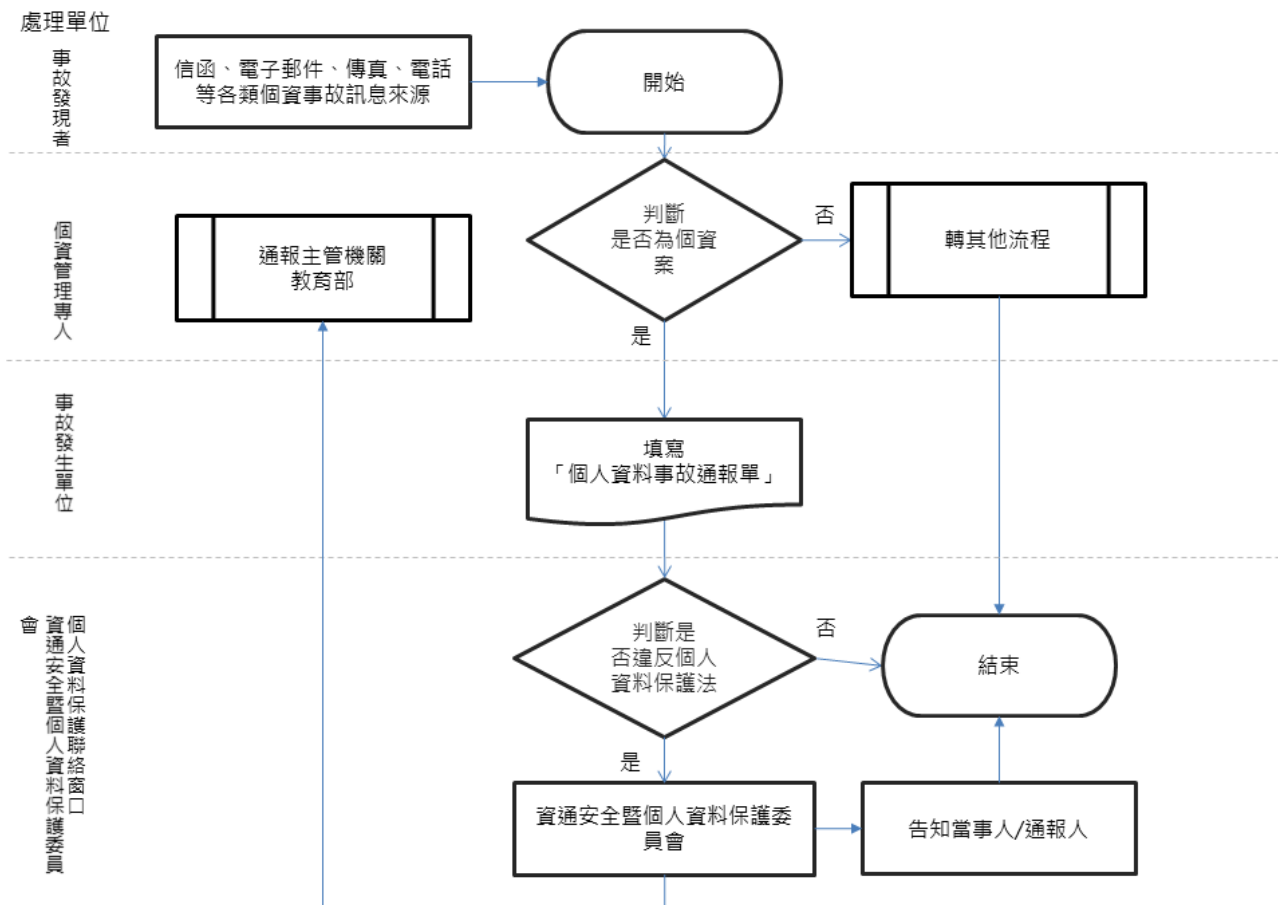 處理單位
事故發現者
信函、電子郵件、傳真、電話
等各類個資事故訊息來源
開始
個資管理專人
通報主管機關
教育部
判斷
是否為個資
案
否
轉其他流程
是
事故發生單位
填寫
「個人資料事故通報單」
個人資料保護聯絡窗口
資通安全暨個人資料保護委員
會
判斷是
否違反個人
資料保護法
否
結束
是
資通安全暨個人資料保護委
員會
告知當事人/通報人